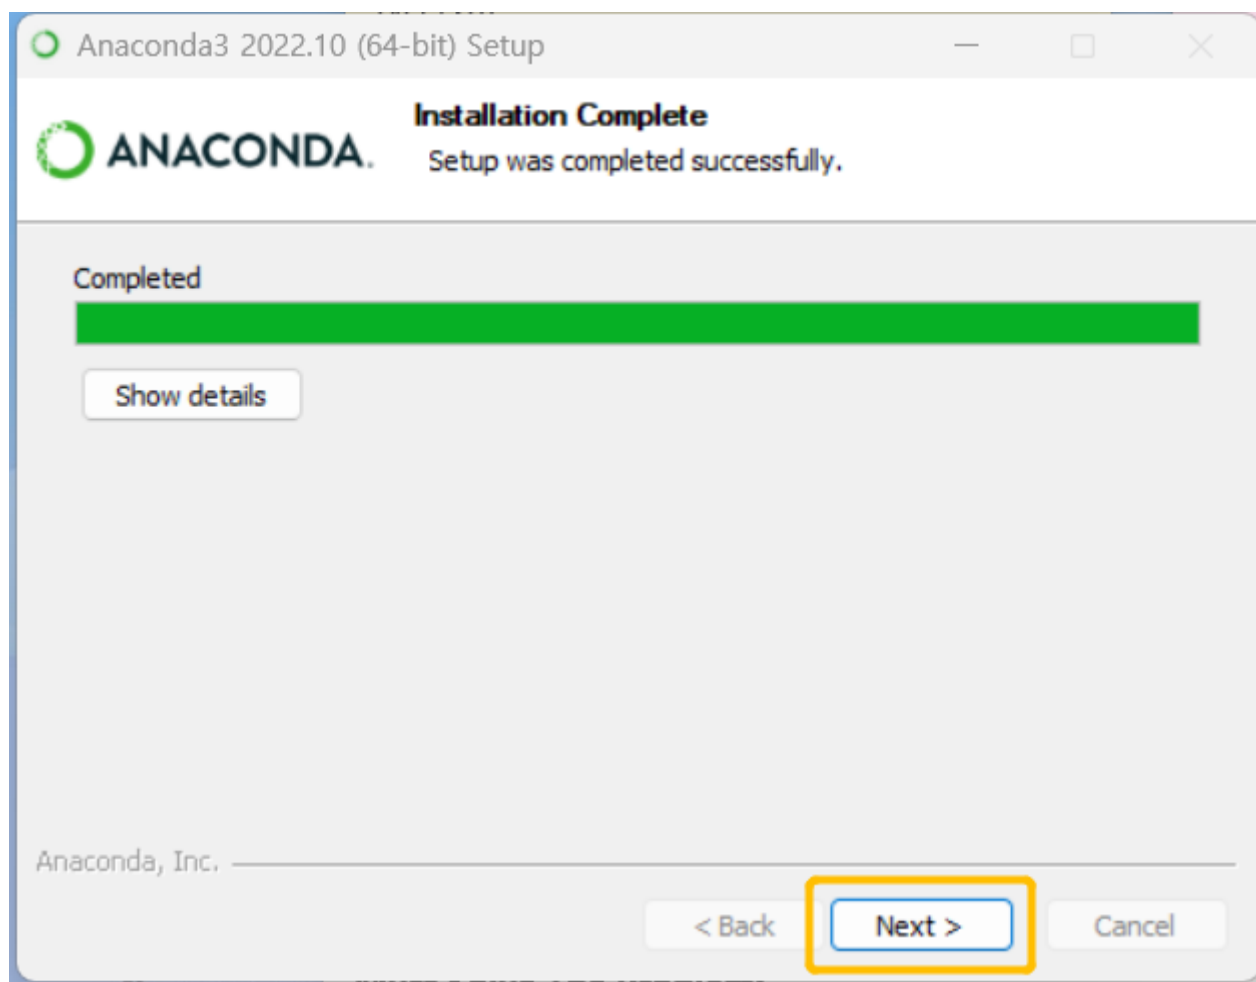 Anaconda3 2022.10 (64-bit) Setup
ANACONDA.
Installation Complete
Setup was completed successfully.
Completed
Show details
Anaconda, Inc.
< Back
Next >
Cancel